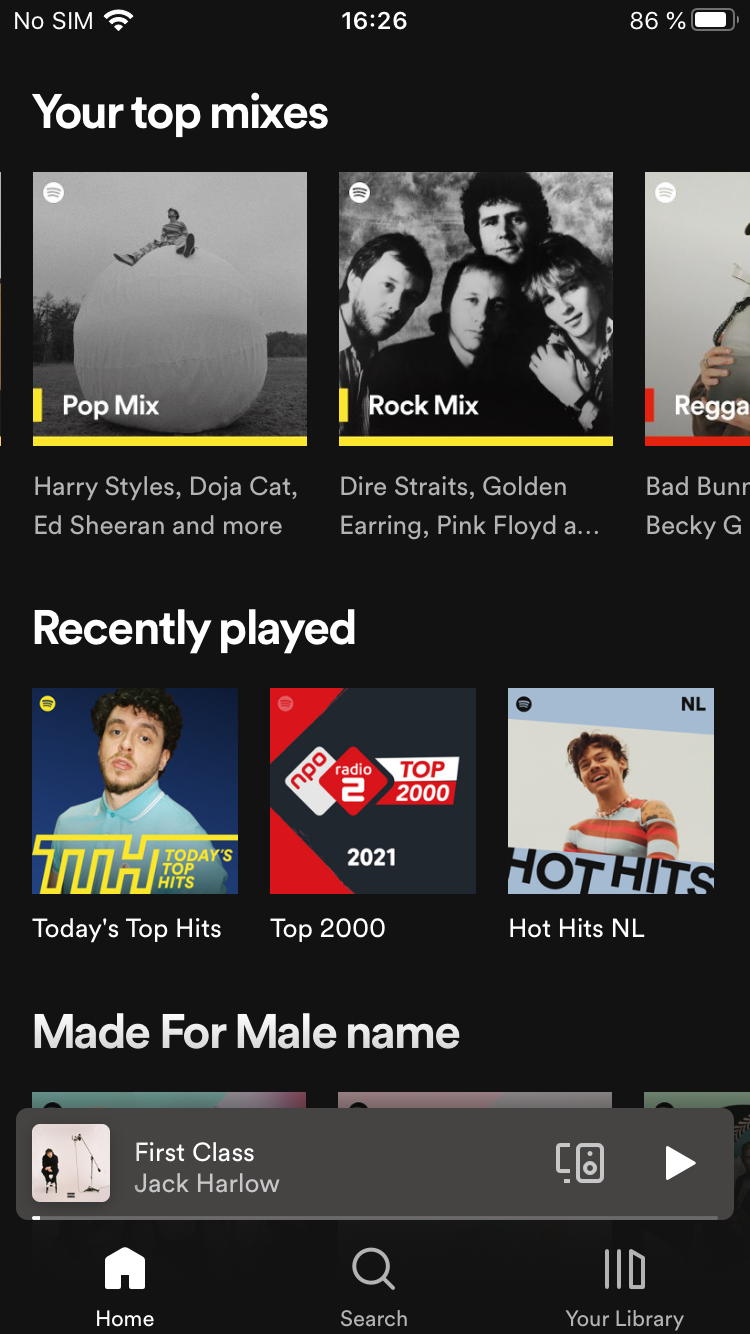 No SIM 16:26 86 %
Your top mixes
Pop Mix
Rock Mix
Regga
Harry Styles, Doja Cat,
Ed Sheeran and more
Dire Straits, Golden
Earring, Pink Floyd a...
Bad Bunn
Becky G
Recently played
TTH TODAY'S
TOP
HITS
npo radio 2 TOP
2000
2021
NL
HOT HITS
Today's Top Hits
Top 2000
Hot Hits NL
Made For Male name
First Class
Jack Harlow
Home
Search
Your Library